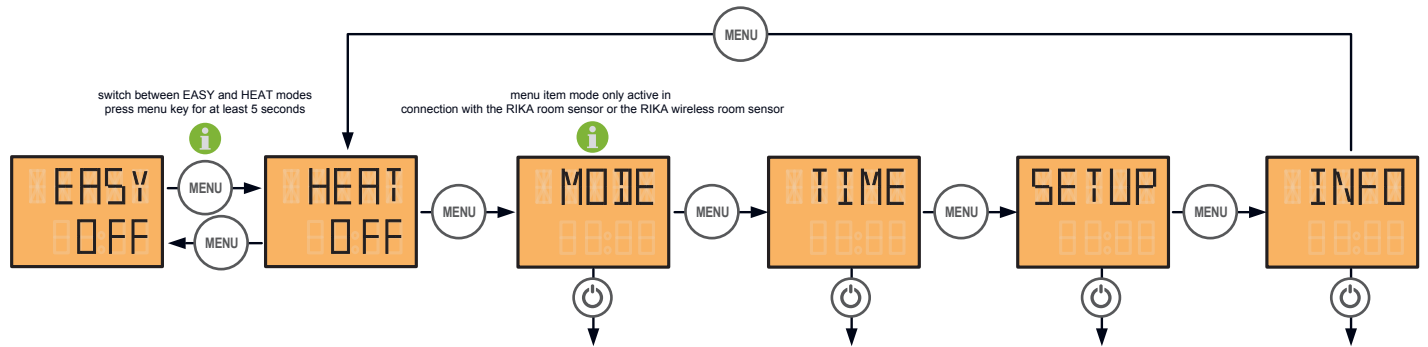 MENU
switch between EASY and HEAT modes
press menu key for at least 5 seconds
menu item mode only active in
connection with the RIKA room sensor or the RIKA wireless room sensor
EASY
OFF
MENU
MENU
HEAT
OFF
MENU
MODE
MENU
TIME
MENU
SETUP
MENU
INFO